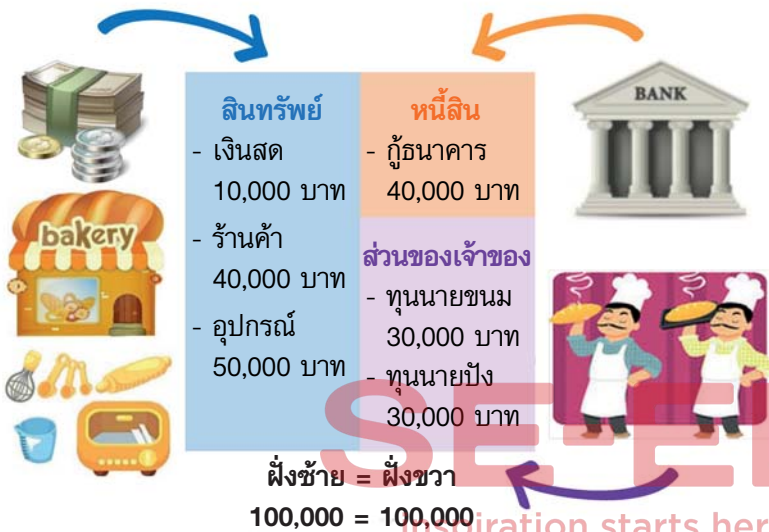 สินทรัพย์
- เงินสด
10,000 บาท
- ร้านค้า
40,000 บาท
- อุปกรณ์
50,000 บาท
หนี้สิน
- กู้ธนาคาร
40,000 บาท
ส่วนของเจ้าของ
- ทุนนายขนม
30,000 บาท
- ทุนนายปัง
30,000 บาท
BANK
bakery
ฝั่งซ้าย = ฝั่งขวา
100,000 = 100,000
SE-ED
Inspiration starts her